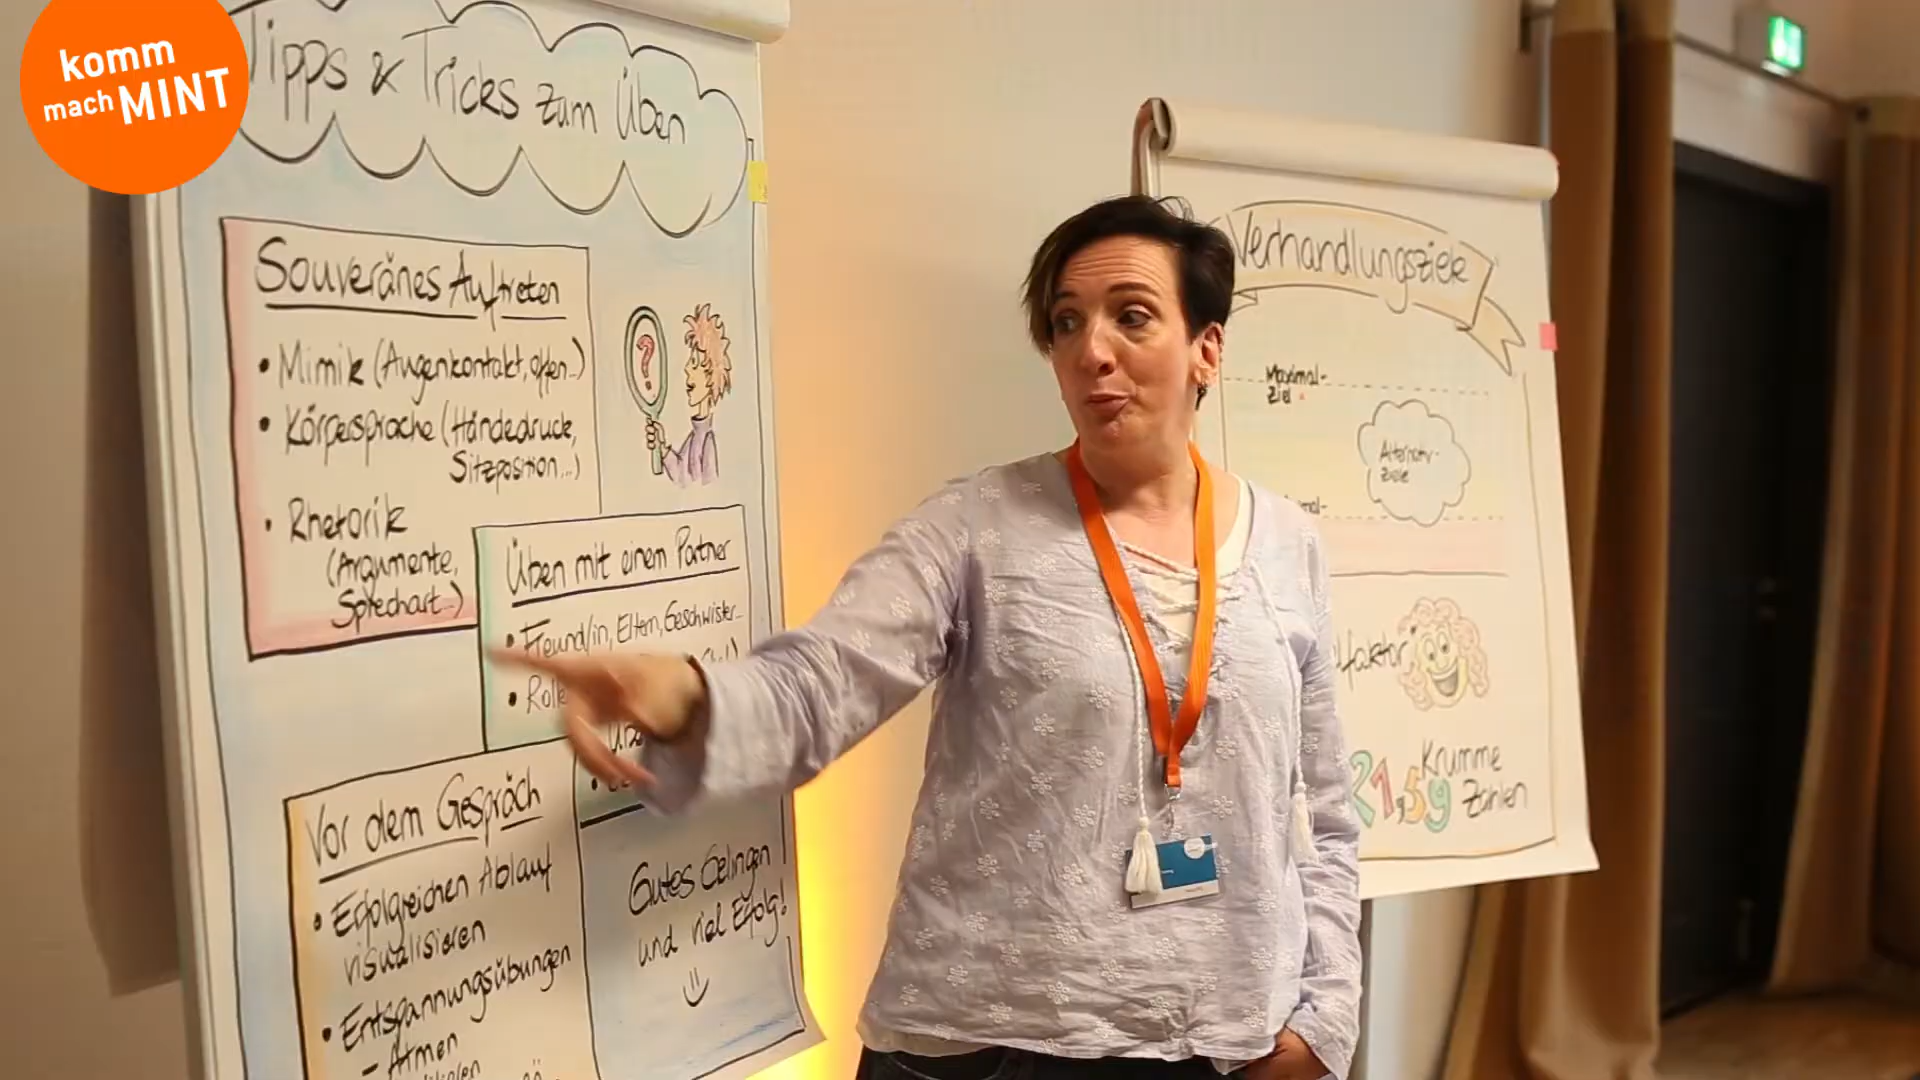 komm
mach MINT
Tipps & Tricks zum Üben
Souveränes Auftreten
• Mimik (Augenkontakt, offen...)
• Körpersprache (Händedruck,
Sitzposition...)
• Rhetorik
(Argumente,
Sprechart...)
?
Üben mit einem Partner
• Freund/in, Eltern, Geschwister...
Vor dem Gespräch
• Erfolgreichen Ablauf
visualisieren
• Entspannungsübungen
- Atmen
Gutes Gelingen
und viel Erfolg!
Verhandlungsziele
Maximal-
Ziel
Alternativ-
ziele
Krumme
Zahlen